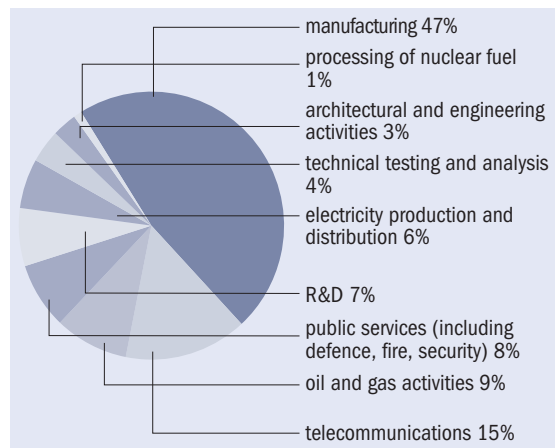 manufacturing 47%
processing of nuclear fuel
1%
architectural and engineering
activities 3%
technical testing and analysis
4%
electricity production and
distribution 6%
R&D 7%
public services (including
defence, fire, security) 8%
oil and gas activities 9%
telecommunications 15%